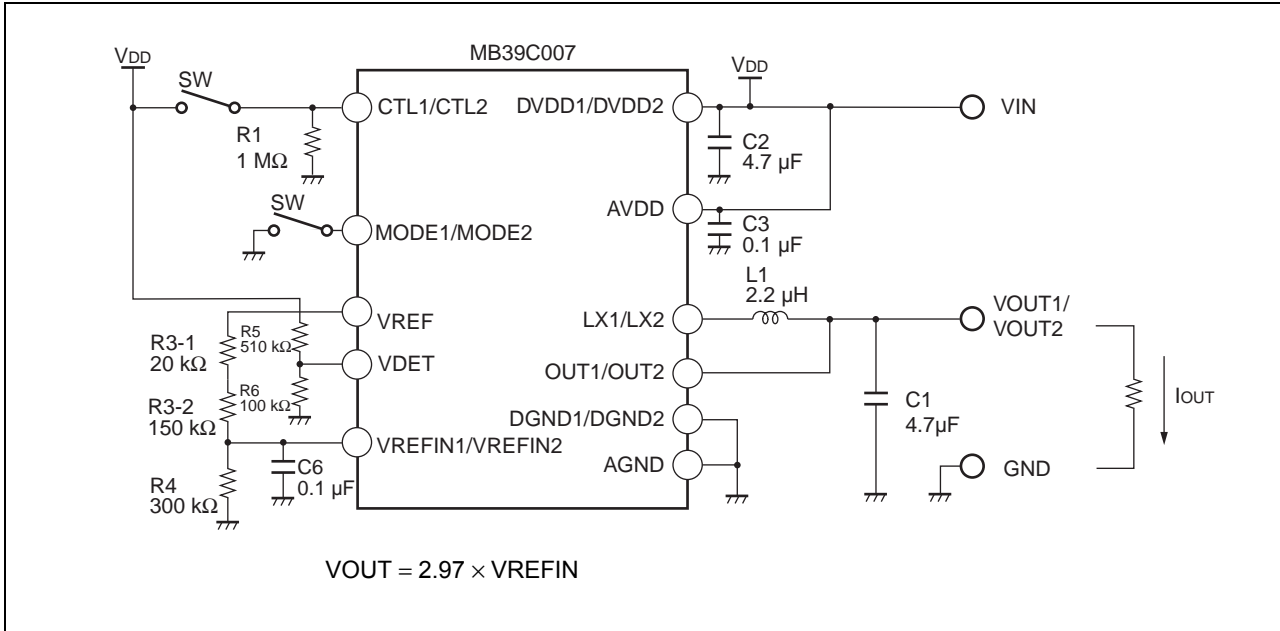 MB39C007
VDD
SW
CTL1/CTL2
R1
1 MΩ
SW
MODE1/MODE2
VREF
R3-1
20 kΩ
R5
510 kΩ
VDET
R6
100 kΩ
R3-2
150 kΩ
VREFIN1/VREFIN2
C6
0.1 µF
R4
300 kΩ
VDD
DVDD1/DVDD2
VIN
C2
4.7 µF
AVDD
C3
0.1 µF
L1
2.2 µH
LX1/LX2
VOUT1/
VOUT2
OUT1/OUT2
C1
4.7µF
IOUT
DGND1/DGND2
AGND
GND
VOUT = 2.97 × VREFIN